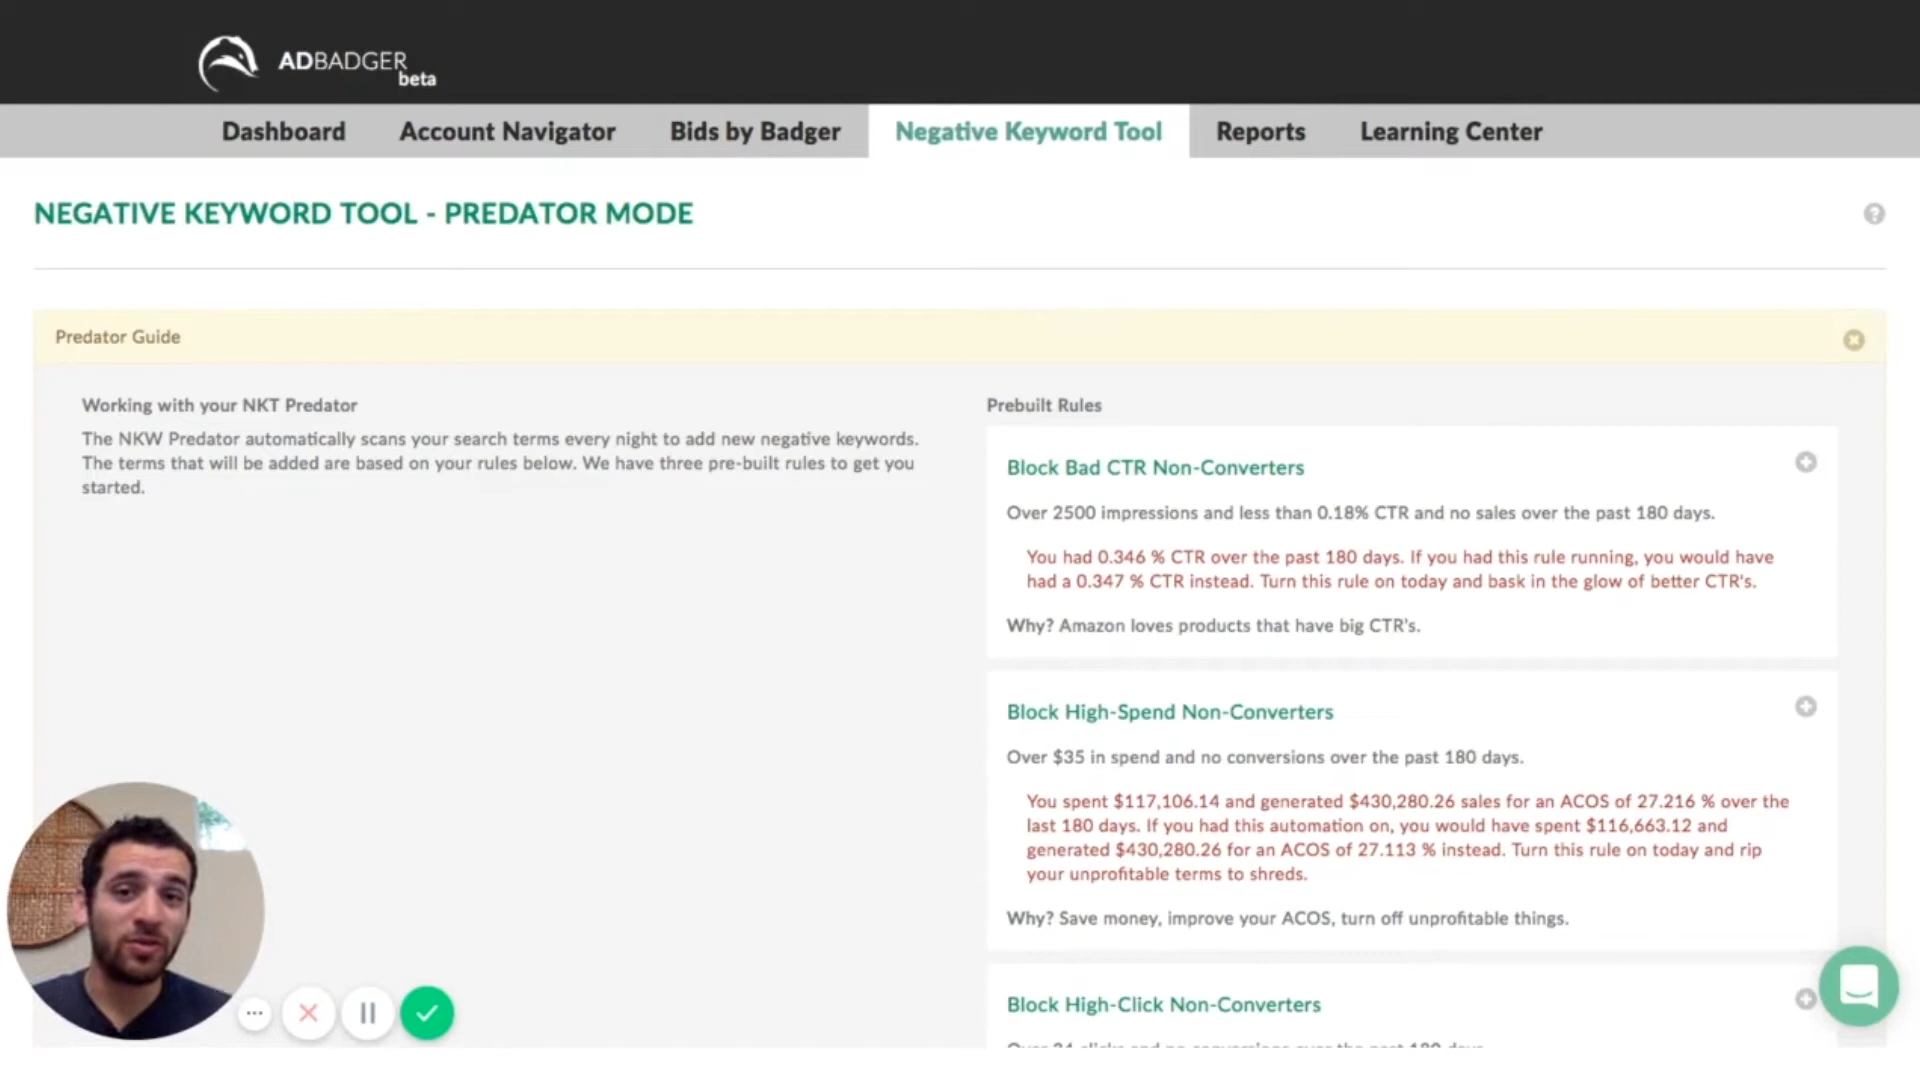 ADBADGER
beta
Dashboard
Account Navigator
Bids by Badger
Negative Keyword Tool
Reports
Learning Center
NEGATIVE KEYWORD TOOL - PREDATOR MODE
Predator Guide
Working with your NKT Predator
The NKW Predator automatically scans your search terms every night to add new negative keywords.
The terms that will be added are based on your rules below. We have three pre-built rules to get you
started.
Prebuilt Rules
Block Bad CTR Non-Converters
Over 2500 impressions and less than 0.18% CTR and no sales over the past 180 days.
You had 0.346 % CTR over the past 180 days. If you had this rule running, you would have
had a 0.347 % CTR instead. Turn this rule on today and bask in the glow of better CTR's.
Why? Amazon loves products that have big CTR's.
Block High-Spend Non-Converters
Over $35 in spend and no conversions over the past 180 days.
You spent $117,106.14 and generated $430,280.26 sales for an ACOS of 27.216 % over the
last 180 days. If you had this automation on, you would have spent $116,663.12 and
generated $430,280.26 for an ACOS of 27.113 % instead. Turn this rule on today and rip
your unprofitable terms to shreds.
Why? Save money, improve your ACOS, turn off unprofitable things.
Block High-Click Non-Converters